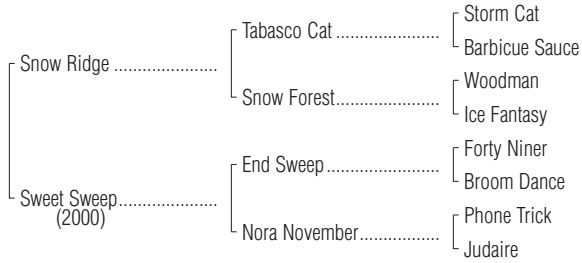 Storm Cat
Tabasco Cat ......................
Barbicue Sauce
Snow Ridge ......................
Woodman
Snow Forest......................
Ice Fantasy
Forty Niner
End Sweep ........................
Broom Dance
Sweet Sweep.....................
(2000)
Phone Trick
Nora November.................
Judaire